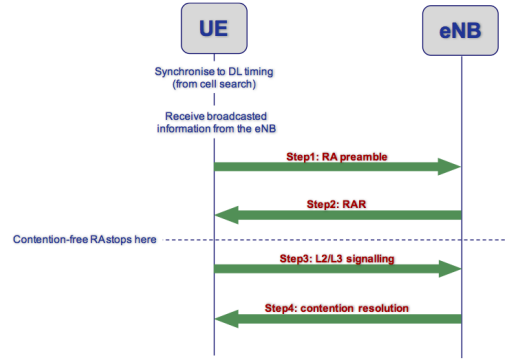 UE
eNB
Synchronise to DL timing
(from cell search)
Receive broadcasted
information from the eNB
Step1: RA preamble
Step2: RAR
Contention-free RAstops here
Step3: L2/L3 signalling
Step4: contention resolution